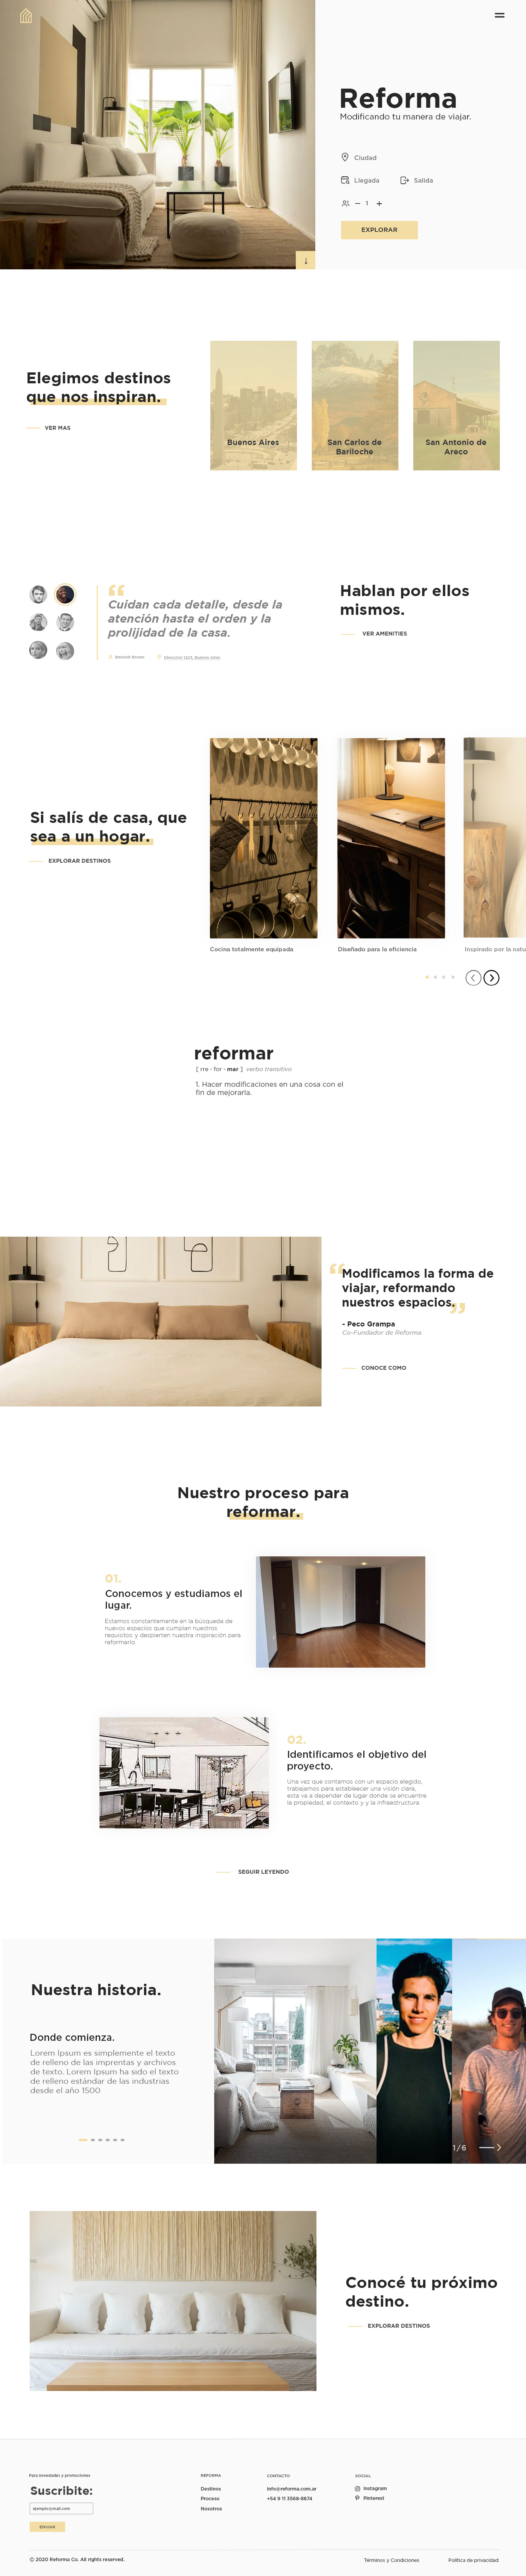 Reforma
Modificando tu manera de viajar.
Ciudad
Llegada
Salida
1
EXPLORAR
Elegimos destinos
que nos inspiran.
VER MAS
Buenos Aires
San Carlos de
Bariloche
San Antonio de
Areco
“
Cuidan cada detalle, desde la
atención hasta el orden y la
prolijidad de la casa.
Emmett Brown
Direccion 1223, Buenos Aires
Hablan por ellos
mismos.
VER AMENITIES
Si salís de casa, que
sea a un hogar.
EXPLORAR DESTINOS
Cocina totalmente equipada
Diseñado para la eficiencia
Inspirado por la natu
reformar
[ rre - for - mar ] verbo transitivo
1. Hacer modificaciones en una cosa con el
fin de mejorarla.
“Modificamos la forma de
viajar, reformando
nuestros espacios.”
- Peco Grampa
Co-Fundador de Reforma
CONOCE COMO
Nuestro proceso para
reformar.
01.
Conocemos y estudiamos el
lugar.
Estamos constantemente en la búsqueda de
nuevos espacios que cumplan nuestros
requisitos y despierten nuestra inspiración para
reformarlo.
02.
Identificamos el objetivo del
proyecto.
Una vez que contamos con un espacio elegido,
trabajamos para estableecer una visión clara,
esta va a depender de lugar donde se encuentre
la propiedad, el contexto y y la infraestructura.
SEGUIR LEYENDO
Nuestra historia.
Donde comienza.
Lorem Ipsum es simplemente el texto
de relleno de las imprentas y archivos
de texto. Lorem Ipsum ha sido el texto
de relleno estándar de las industrias
desde el año 1500
1/6
Conocé tu próximo
destino.
EXPLORAR DESTINOS
Para novedades y promociones
Suscribite:
ejemplo@mail.com
ENVIAR
REFORMA
Destinos
Proceso
Nosotros
CONTACTO
info@reforma.com.ar
+54 9 11 3568-8674
SOCIAL
Instagram
Pinterest
© 2020 Reforma Co. All rights reserved.
Términos y Condiciones
Política de privacidad